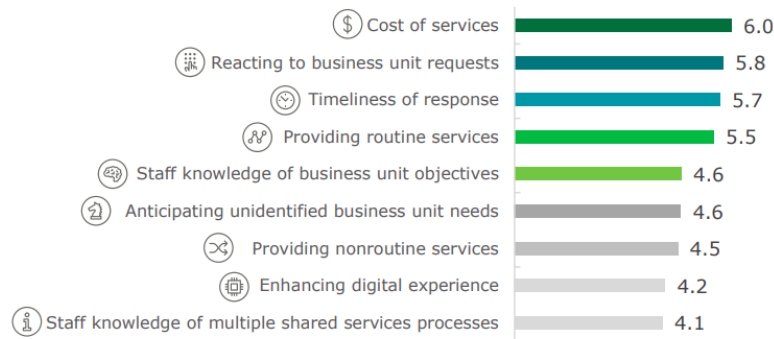 Cost of services 6.0
Reacting to business unit requests 5.8
Timeliness of response 5.7
Providing routine services 5.5
Staff knowledge of business unit objectives 4.6
Anticipating unidentified business unit needs 4.6
Providing nonroutine services 4.5
Enhancing digital experience 4.2
Staff knowledge of multiple shared services processes 4.1